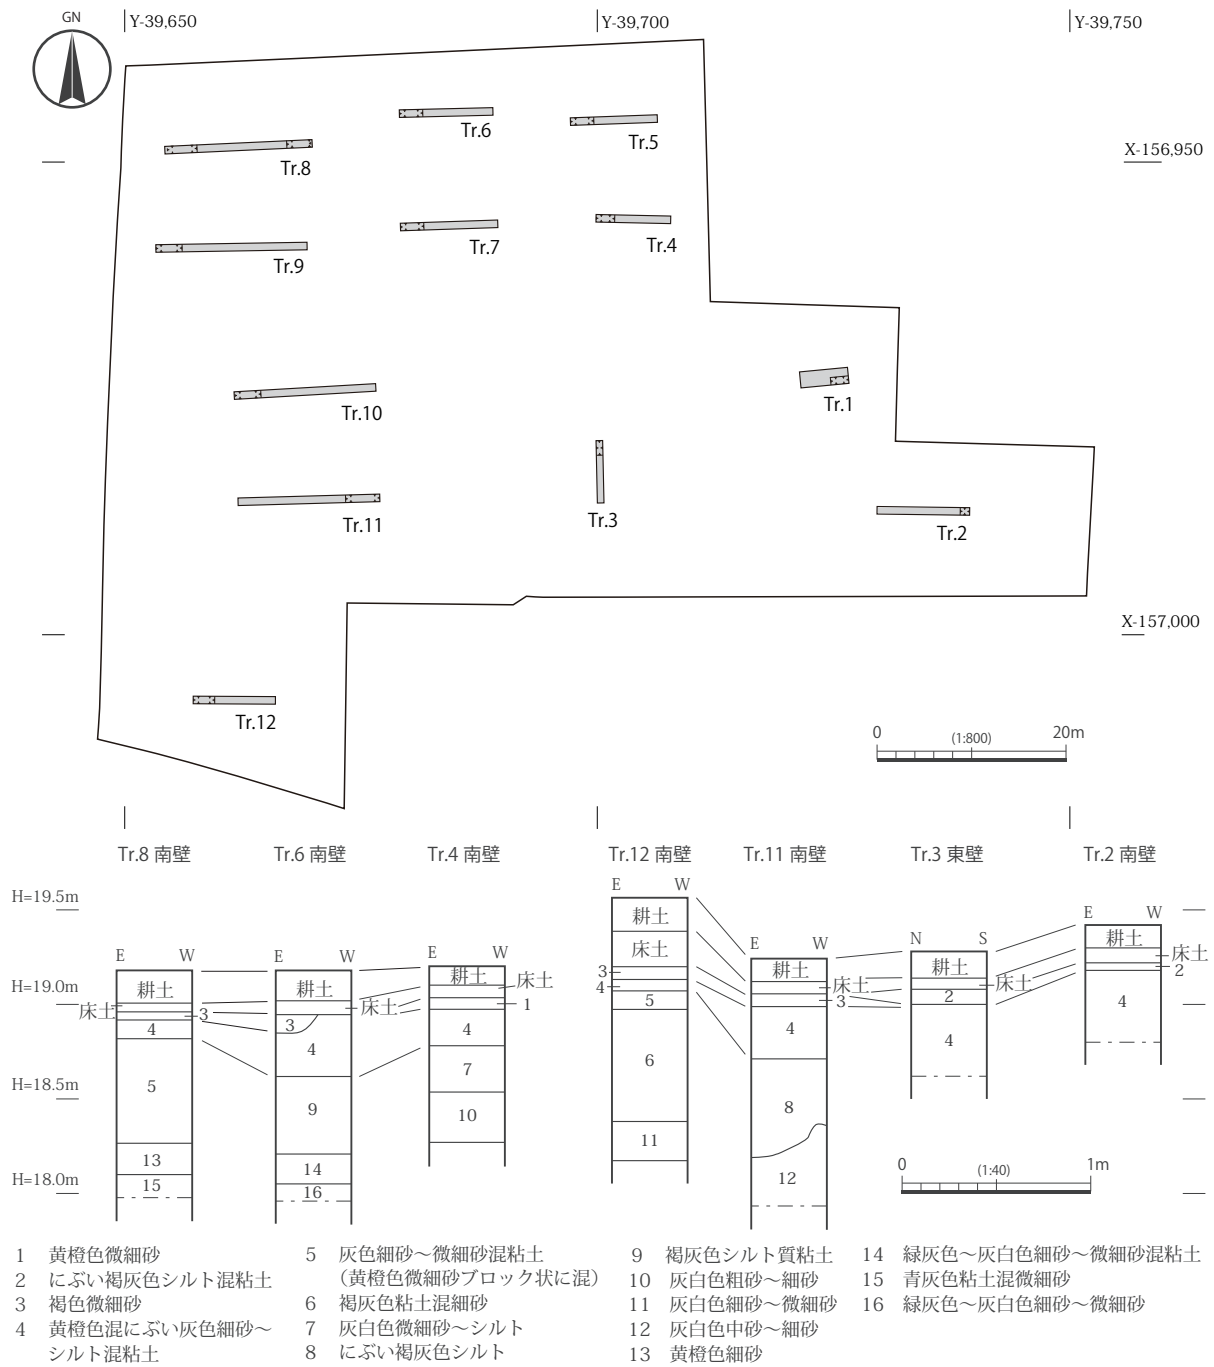 GN
Y-39,650
Y-39,700
Y-39,750
X-156,950
Tr.6
Tr.5
Tr.8
Tr.7
Tr.4
Tr.9
Tr.1
Tr.10
Tr.11
Tr.3
Tr.2
X-157,000
Tr.12
0 (1:800) 20m
Tr.8 南壁 Tr.6 南壁 Tr.4 南壁 Tr.12 南壁 Tr.11 南壁 Tr.3 東壁 Tr.2 南壁
H=19.5m
H=19.0m
H=18.5m
H=18.0m
E W
耕土
床土
3
4
5
13
15
E W
耕土
床土
3
4
9
14
16
E W
耕土
床土
1
4
7
10
E W
耕土
床土
3
4
5
6
11
E W
耕土
床土
3
4
8
12
N S
耕土
床土
2
4
E W
耕土
床土
2
4
0 (1:40) 1m
1 黄橙色微細砂
2 にぶい褐灰色シルト混粘土
3 褐色微細砂
4 黄橙色混にぶい灰色細砂～
シルト混粘土
5 灰色細砂～微細砂混粘土
（黄橙色微細砂ブロック状に混）
6 褐灰色粘土混細砂
7 灰白色微細砂～シルト
8 にぶい褐灰色シルト
9 褐灰色シルト質粘土
10 灰白色粗砂～細砂
11 灰白色細砂～微細砂
12 灰白色中砂～細砂
13 黄橙色細砂
14 緑灰色～灰白色細砂～微細砂混粘土
15 青灰色粘土混微細砂
16 緑灰色～灰白色細砂～微細砂